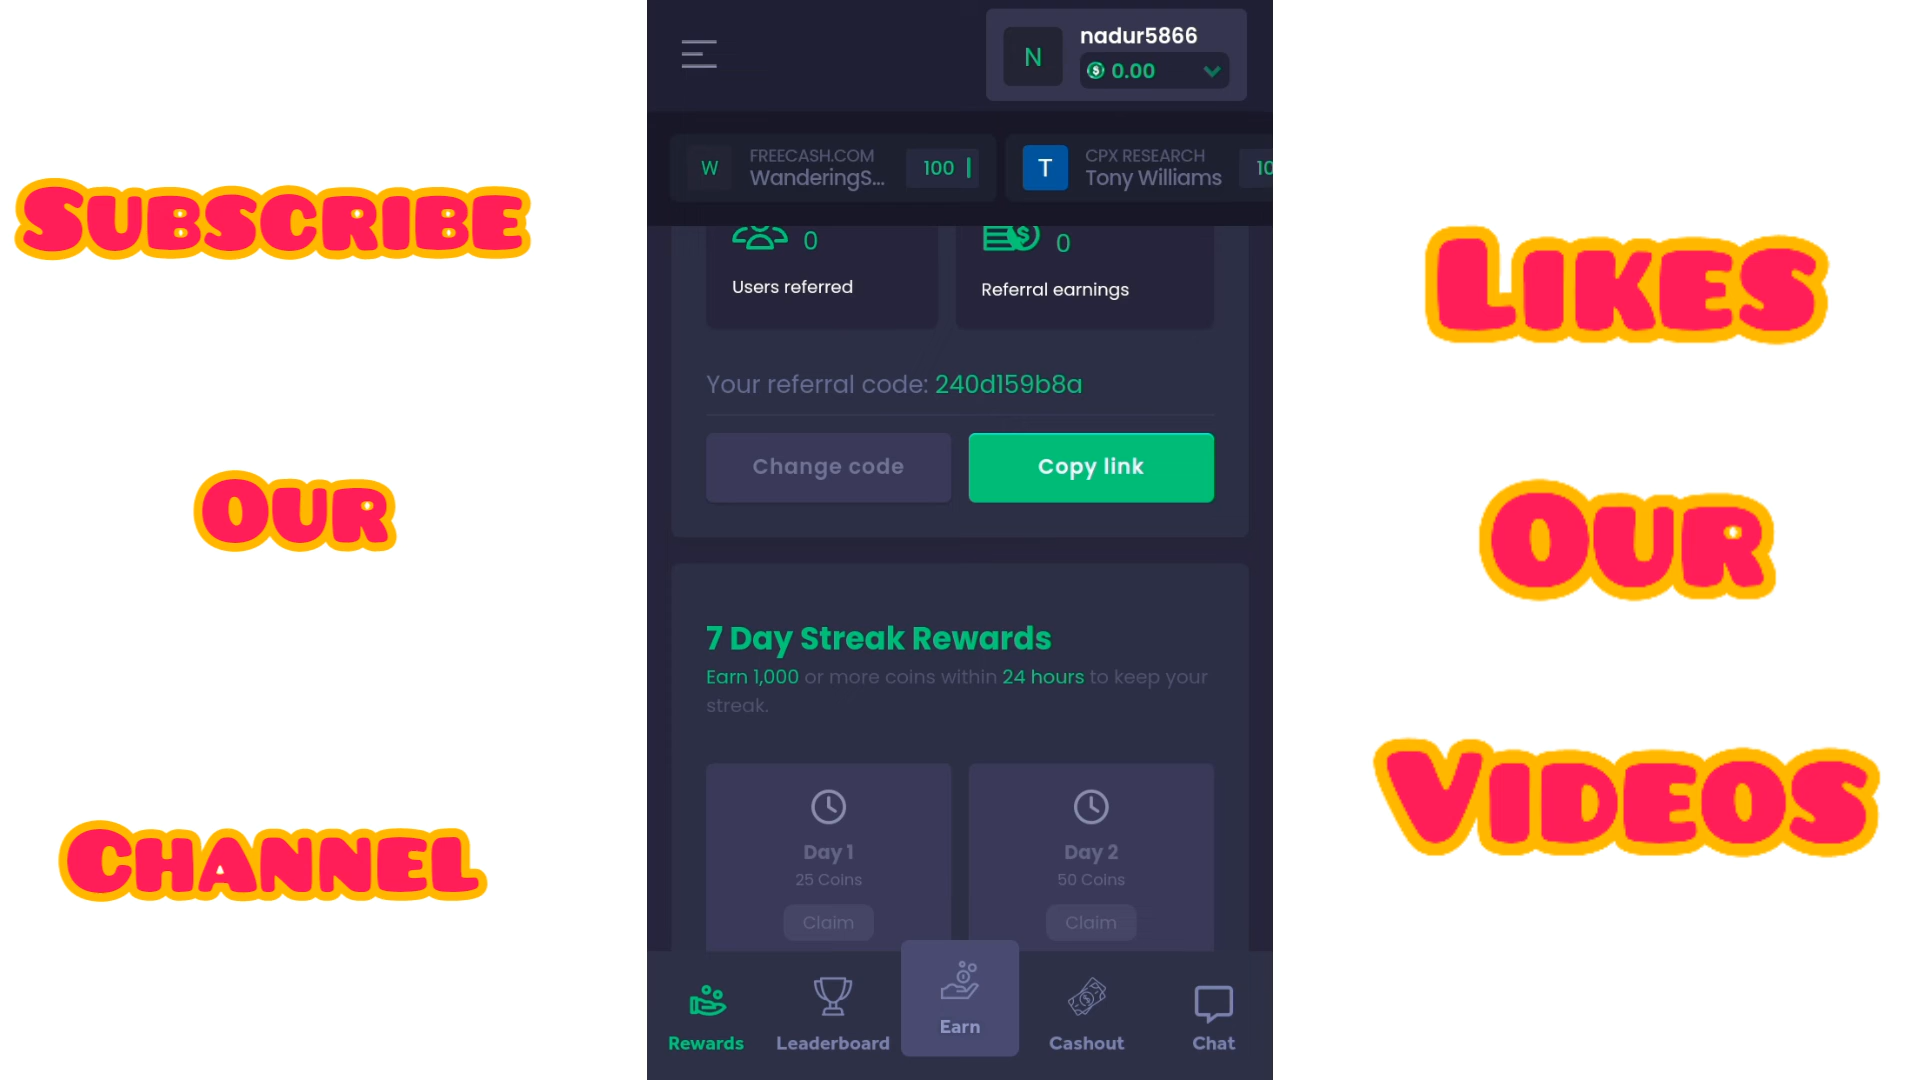 Subscribe
Our
Channel
N
nadur5866
0.00
W
FREECASH.COM
WanderingS...
100
T
CPX RESEARCH
Tony Williams
10
0
Users referred
0
Referral earnings
Your referral code: 240d159b8a
Change code
Copy link
7 Day Streak Rewards
Earn 1,000 or more coins within 24 hours to keep your
streak.
Day 1
25 Coins
Claim
Day 2
50 Coins
Claim
Rewards
Leaderboard
Earn
Cashout
Chat
Likes
Our
Videos